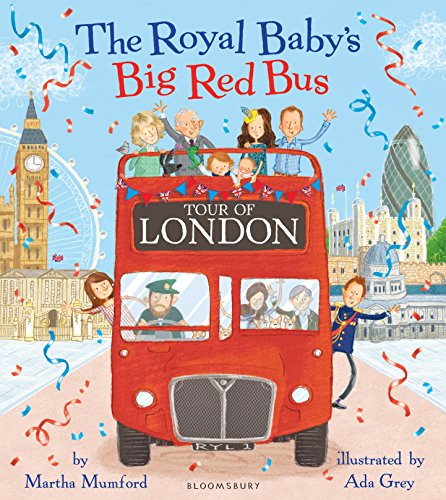 The Royal Baby's
Big Red Bus
TOUR OF
LONDON
RYL 1
by
Martha Mumford
BLOOMSBURY
illustrated by
Ada Grey